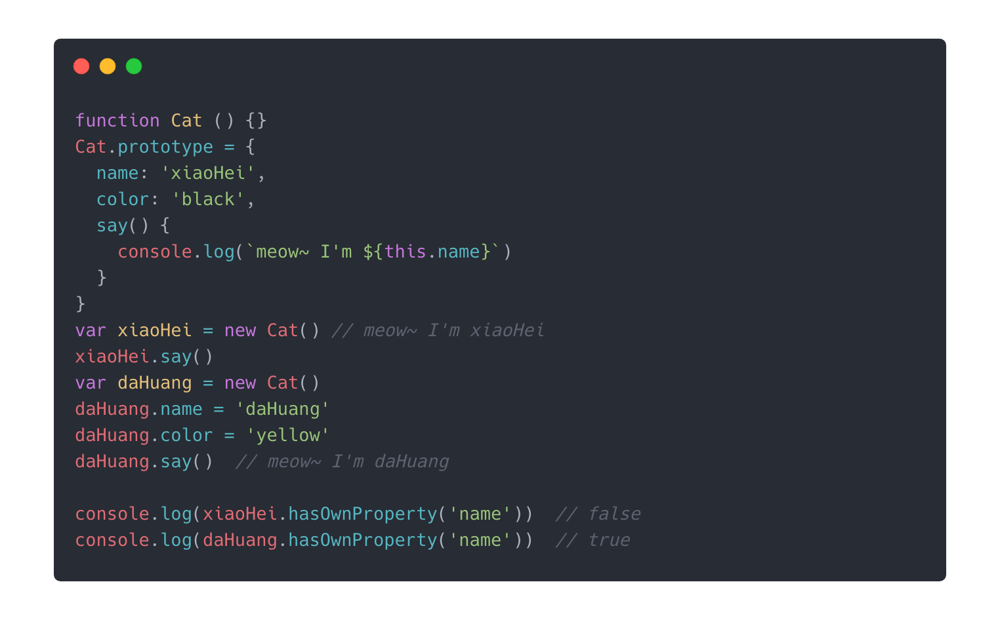 function Cat () {}
Cat.prototype = {
  name: 'xiaoHei',
  color: 'black',
  say() {
    console.log(`meow~ I'm ${this.name}`)
  }
}
var xiaoHei = new Cat() // meow~ I'm xiaoHei
xiaoHei.say()
var daHuang = new Cat()
daHuang.name = 'daHuang'
daHuang.color = 'yellow'
daHuang.say()  // meow~ I'm daHuang

console.log(xiaoHei.hasOwnProperty('name'))  // false
console.log(daHuang.hasOwnProperty('name'))  // true